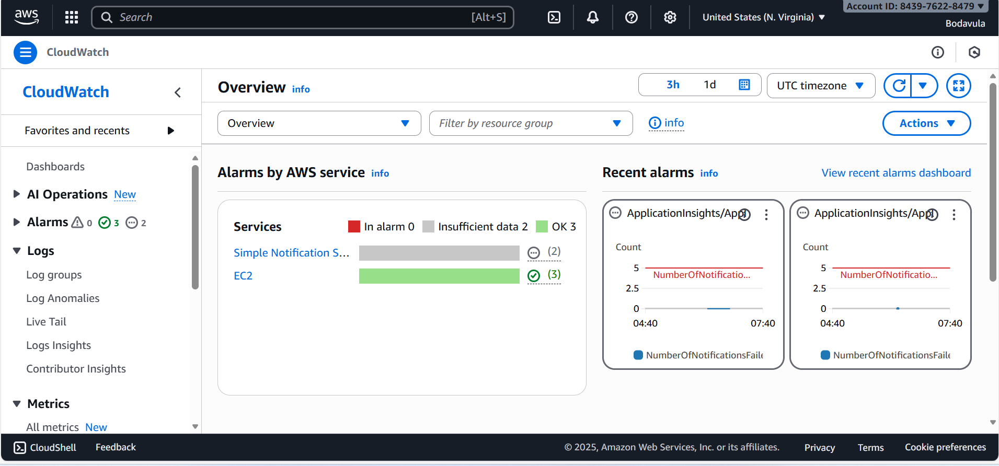 aws
Search
[Alt+S]
United States (N. Virginia)
Account ID: 8439-7622-8479
Bodavula
CloudWatch
CloudWatch
Favorites and recents
Dashboards
AI Operations New
Alarms 0 3 2
Logs
Log groups
Log Anomalies
Live Tail
Logs Insights
Contributor Insights
Metrics
All metrics New
Overview info
3h 1d
UTC timezone
Overview
Filter by resource group
info
Actions
Alarms by AWS service info
Services In alarm 0 Insufficient data 2 OK 3
Simple Notification S... (2)
EC2 (3)
Recent alarms info
View recent alarms dashboard
ApplicationInsights/Appl
Count
5
NumberOfNotificatio...
2.5
0
04:40 07:40
NumberOfNotificationsFaile
ApplicationInsights/Appl
Count
5
NumberOfNotificatio...
2.5
0
04:40 07:40
NumberOfNotificationsFaile
CloudShell Feedback
© 2025, Amazon Web Services, Inc. or its affiliates. Privacy Terms Cookie preferences